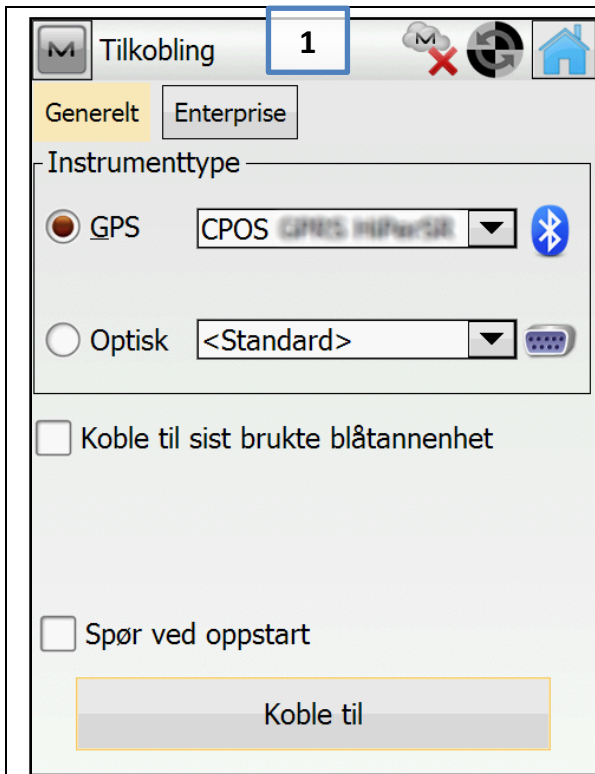 Tilkobling
1
Generelt Enterprise
Instrumenttype
GPS CPOS
Optisk <Standard>
Koble til sist brukte blåtannenhet
Spør ved oppstart
Koble til